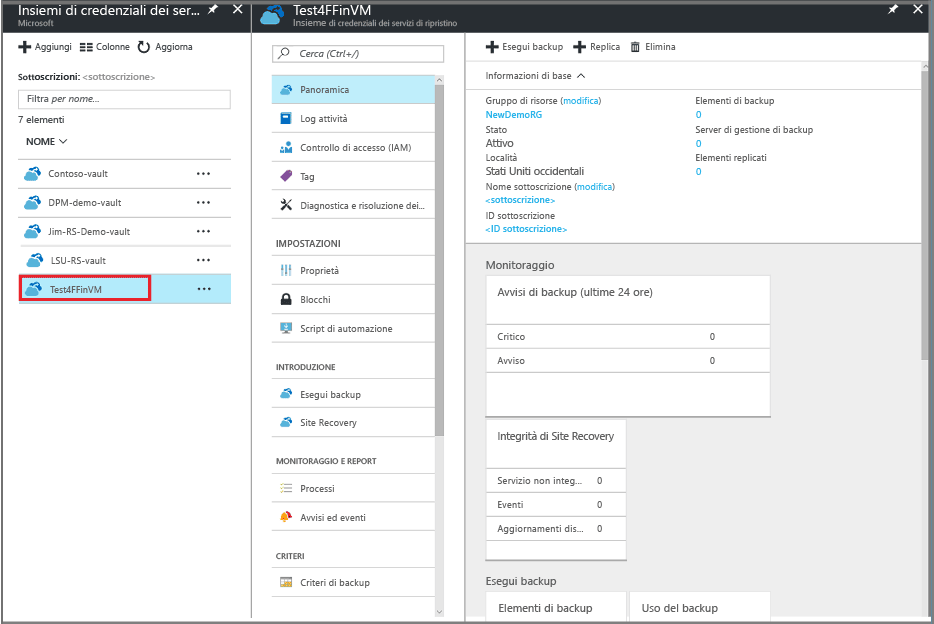 Insiemi di credenziali dei ser...
Microsoft
Aggiungi
Colonne
Aggiorna
Sottoscrizioni: <sottoscrizione>
Filtra per nome...
7 elementi
NOME
Contoso-vault
DPM-demo-vault
Jim-RS-Demo-vault
LSU-RS-vault
Test4FFinVM
Test4FFinVM
Insieme di credenziali dei servizi di ripristino
Cerca (Ctrl+/)
Panoramica
Log attività
Controllo di accesso (IAM)
Tag
Diagnostica e risoluzione dei...
IMPOSTAZIONI
Proprietà
Blocchi
Script di automazione
INTRODUZIONE
Esegui backup
Site Recovery
MONITORAGGIO E REPORT
Processi
Avvisi ed eventi
CRITERI
Criteri di backup
Esegui backup
Replica
Elimina
Informazioni di base
Gruppo di risorse (modifica)
NewDemoRG
Stato
Attivo
Località
Stati Uniti occidentali
Nome sottoscrizione (modifica)
<sottoscrizione>
ID sottoscrizione
<ID sottoscrizione>
Elementi di backup
0
Server di gestione di backup
0
Elementi replicati
0
Monitoraggio
Avvisi di backup (ultime 24 ore)
Critico 0
Avviso 0
Integrità di Site Recovery
Servizio non integ... 0
Eventi 0
Aggiornamenti dis... 0
Esegui backup
Elementi di backup
Uso del backup